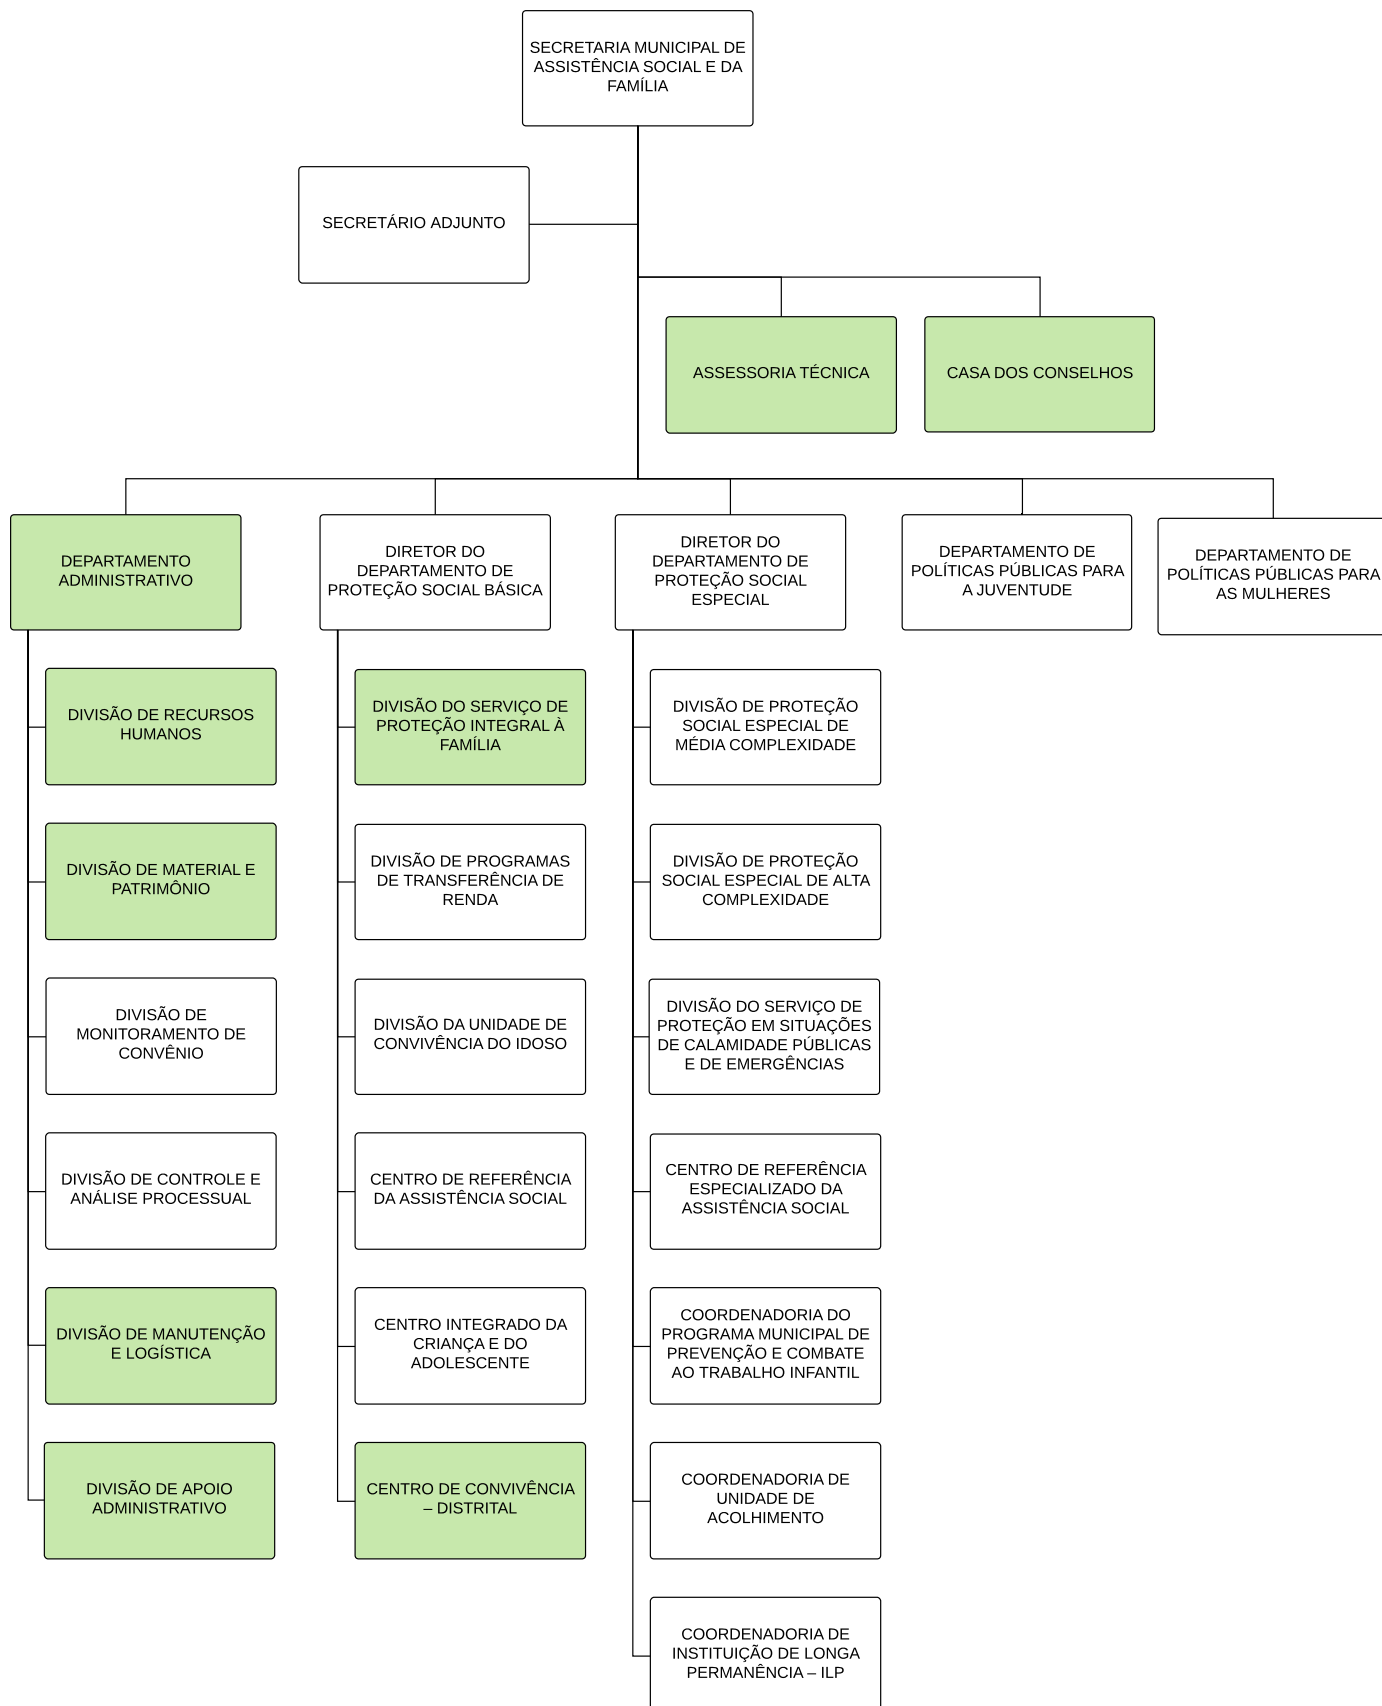 SECRETARIA MUNICIPAL DE
ASSISTÊNCIA SOCIAL E DA
FAMÍLIA
SECRETÁRIO ADJUNTO
ASSESSORIA TÉCNICA
CASA DOS CONSELHOS
DEPARTAMENTO
ADMINISTRATIVO
DIRETOR DO
DEPARTAMENTO DE
PROTEÇÃO SOCIAL BÁSICA
DIRETOR DO
DEPARTAMENTO DE
PROTEÇÃO SOCIAL
ESPECIAL
DEPARTAMENTO DE
POLÍTICAS PÚBLICAS PARA
A JUVENTUDE
DEPARTAMENTO DE
POLÍTICAS PÚBLICAS PARA
AS MULHERES
DIVISÃO DE RECURSOS
HUMANOS
DIVISÃO DO SERVIÇO DE
PROTEÇÃO INTEGRAL À
FAMÍLIA
DIVISÃO DE PROTEÇÃO
SOCIAL ESPECIAL DE
MÉDIA COMPLEXIDADE
DIVISÃO DE MATERIAL E
PATRIMÔNIO
DIVISÃO DE PROGRAMAS
DE TRANSFERÊNCIA DE
RENDA
DIVISÃO DE PROTEÇÃO
SOCIAL ESPECIAL DE ALTA
COMPLEXIDADE
DIVISÃO DE
MONITORAMENTO DE
CONVÊNIO
DIVISÃO DA UNIDADE DE
CONVIVÊNCIA DO IDOSO
DIVISÃO DO SERVIÇO DE
PROTEÇÃO EM SITUAÇÕES
DE CALAMIDADE PÚBLICAS
E DE EMERGÊNCIAS
DIVISÃO DE CONTROLE E
ANÁLISE PROCESSUAL
CENTRO DE REFERÊNCIA
DA ASSISTÊNCIA SOCIAL
CENTRO DE REFERÊNCIA
ESPECIALIZADO DA
ASSISTÊNCIA SOCIAL
DIVISÃO DE MANUTENÇÃO
E LOGÍSTICA
CENTRO INTEGRADO DA
CRIANÇA E DO
ADOLESCENTE
COORDENADORIA DO
PROGRAMA MUNICIPAL DE
PREVENÇÃO E COMBATE
AO TRABALHO INFANTIL
DIVISÃO DE APOIO
ADMINISTRATIVO
CENTRO DE CONVIVÊNCIA
– DISTRITAL
COORDENADORIA DE
UNIDADE DE
ACOLHIMENTO
COORDENADORIA DE
INSTITUIÇÃO DE LONGA
PERMANÊNCIA – ILP